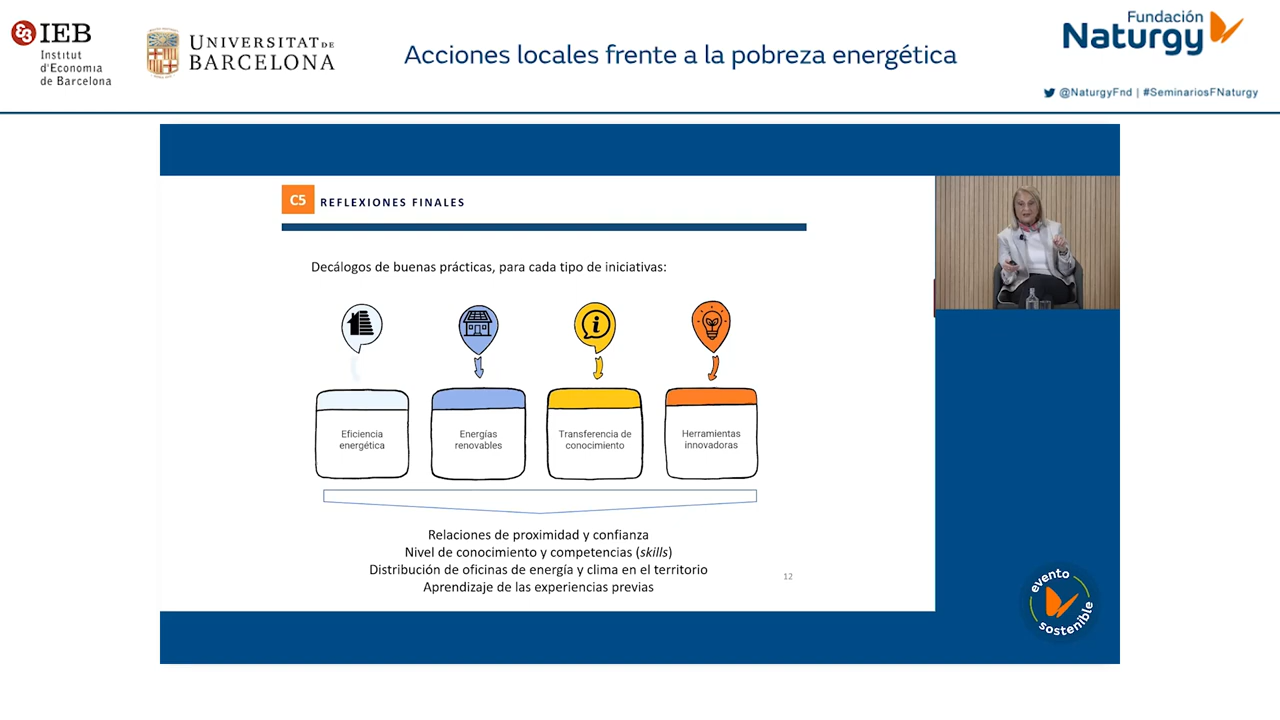 IEB
Institut
d'Economia
de Barcelona
UNIVERSITAT DE
BARCELONA
Acciones locales frente a la pobreza energética
Fundación
Naturgy
@NaturgyFnd | #SeminariosFNaturgy
C5 REFLEXIONES FINALES
Decálogos de buenas prácticas, para cada tipo de iniciativas:
Eficiencia
energética
Energías
renovables
Transferencia de
conocimiento
Herramientas
innovadoras
Relaciones de proximidad y confianza
Nivel de conocimiento y competencias (skills)
Distribución de oficinas de energía y clima en el territorio
Aprendizaje de las experiencias previas
12
evento
sostenible